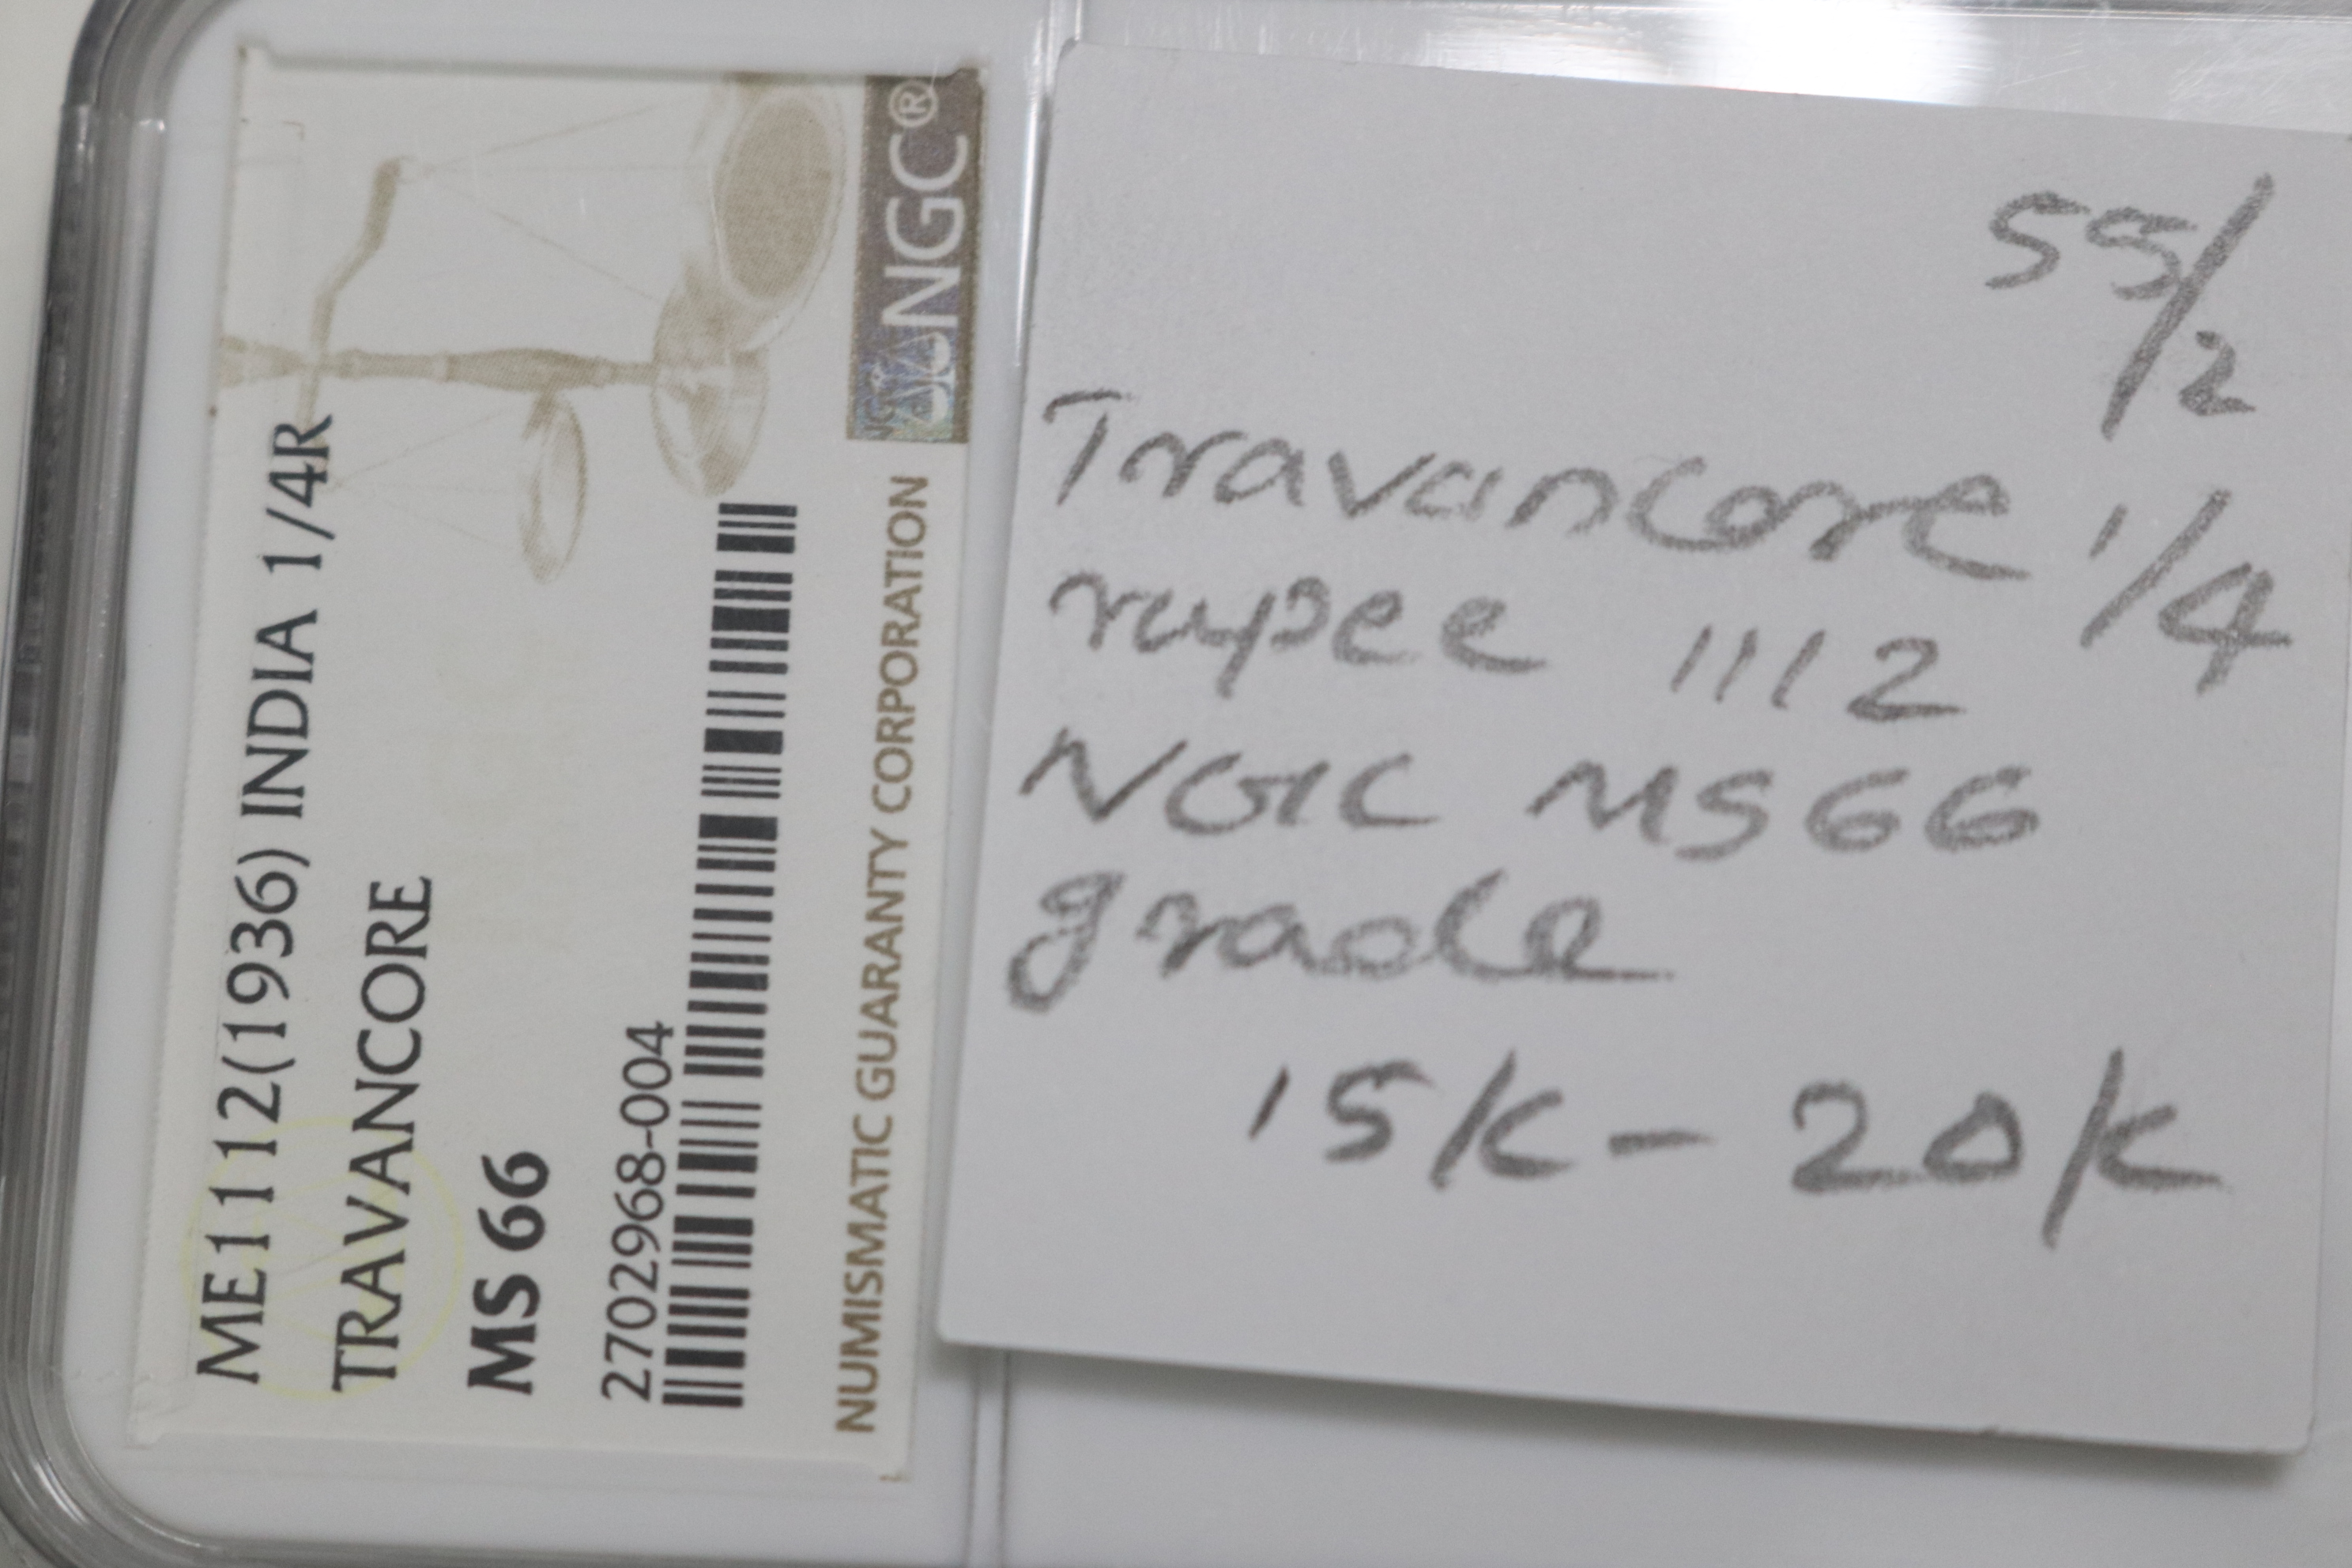 ME1112(1936) INDIA 1/4R
TRAVANCORE
MS 66
2702968-004
NUMISMATIC GUARANTY CORPORATION
NGC®
55/2
Travancore 1/4
rupee 1112
NGC MS66
grade
15K - 20K